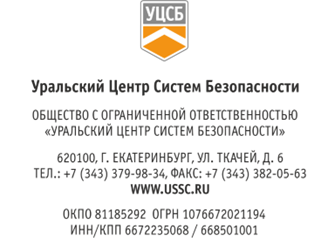 УЦСБ
Уральский Центр Систем Безопасности
ОБЩЕСТВО С ОГРАНИЧЕННОЙ ОТВЕТСТВЕННОСТЬЮ
«УРАЛЬСКИЙ ЦЕНТР СИСТЕМ БЕЗОПАСНОСТИ»
620100, Г. ЕКАТЕРИНБУРГ, УЛ. ТКАЧЕЙ, Д. 6
ТЕЛ.: +7 (343) 379-98-34, ФАКС: +7 (343) 382-05-63
WWW.USSC.RU
ОКПО 81185292 ОГРН 1076672021194
ИНН/КПП 6672235068 / 668501001